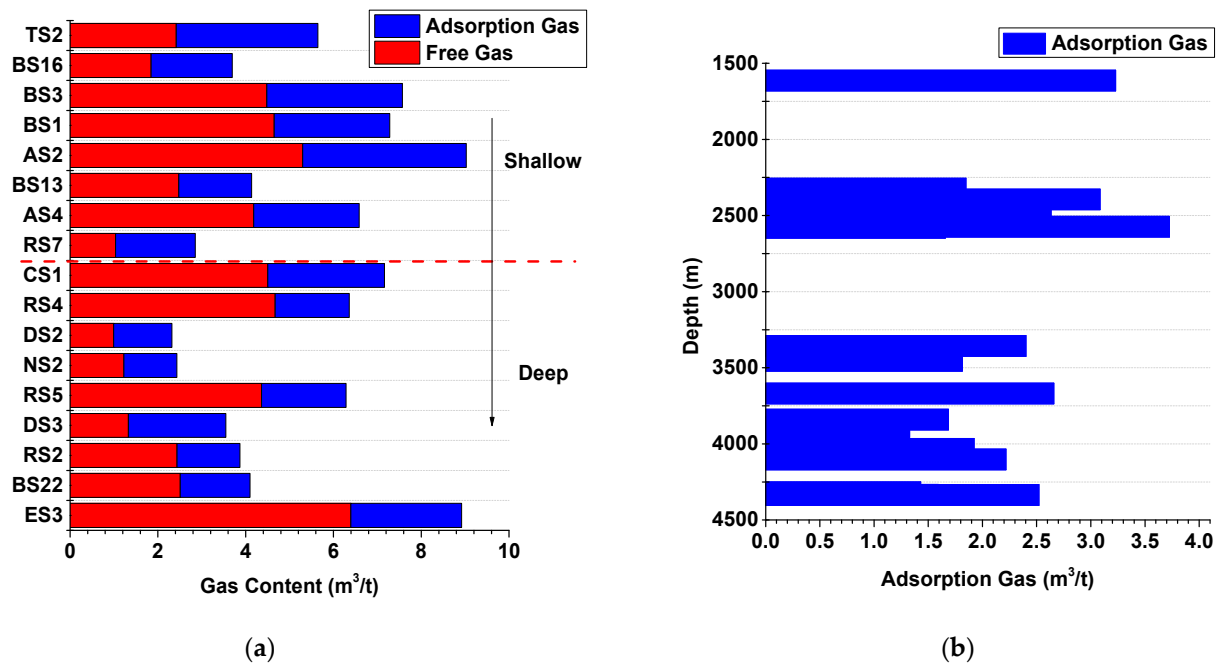 Adsorption Gas
Free Gas
TS2
BS16
BS3
BS1
AS2
BS13
AS4
RS7
CS1
RS4
DS2
NS2
RS5
DS3
RS2
BS22
ES3
Shallow
Deep
0 2 4 6 8 10
Gas Content (m³/t)
(a)
Adsorption Gas
1500
2000
2500
3000
3500
4000
4500
Depth (m)
0.0 0.5 1.0 1.5 2.0 2.5 3.0 3.5 4.0
Adsorption Gas (m³/t)
(b)